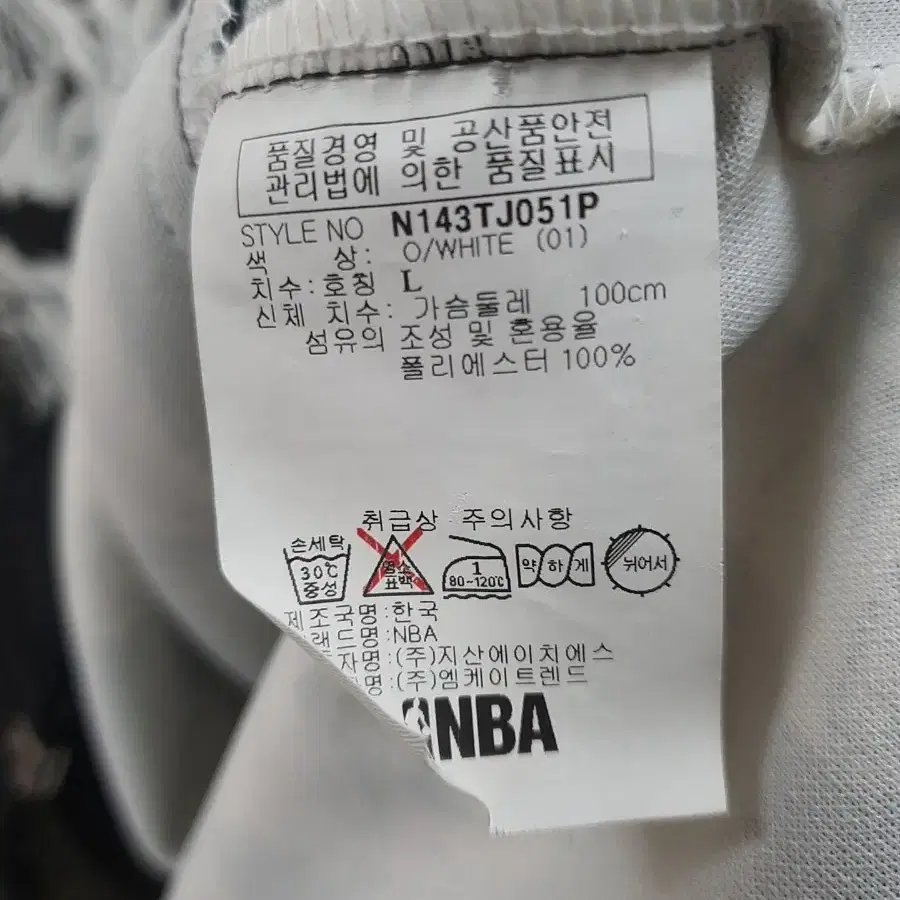 품질경영 및 공산품안전
관리법에 의한 품질표시
STYLE NO N143TJ051P
색 상: O/WHITE (01)
치수:호칭 L
신체 치수: 가슴둘레 100cm
섬유의 조성 및 혼용율
폴리에스터 100%
취급상 주의사항
손세탁 30℃ 중성
염소 표백
1 80~120℃
약하게
뉘어서
제조국명:한국
랜드명:NBA
자명:(주)지산에이치에스
명:(주)엠케이트렌드
NBA